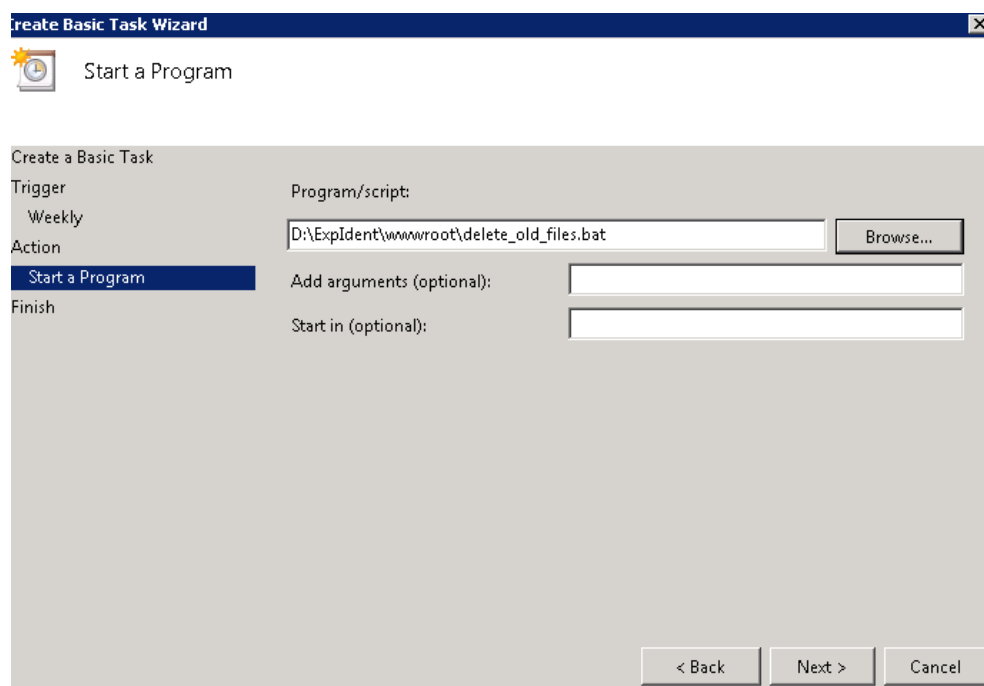 Create Basic Task Wizard
Start a Program
Create a Basic Task
Trigger
Weekly
Action
Start a Program
Finish
Program/script:
D:\ExpIdent\wwwroot\delete_old_files.bat
Browse...
Add arguments (optional):
Start in (optional):
< Back
Next >
Cancel